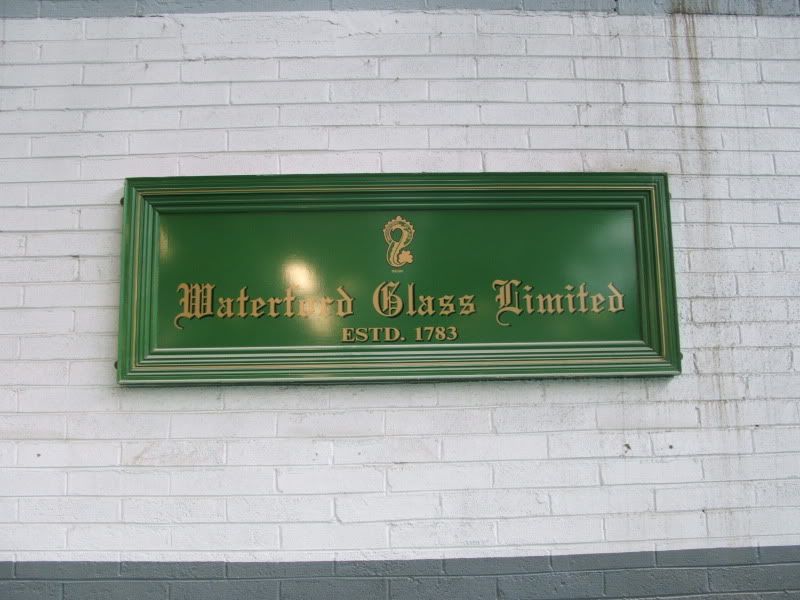 Waterford Glass Limited
ESTD. 1783